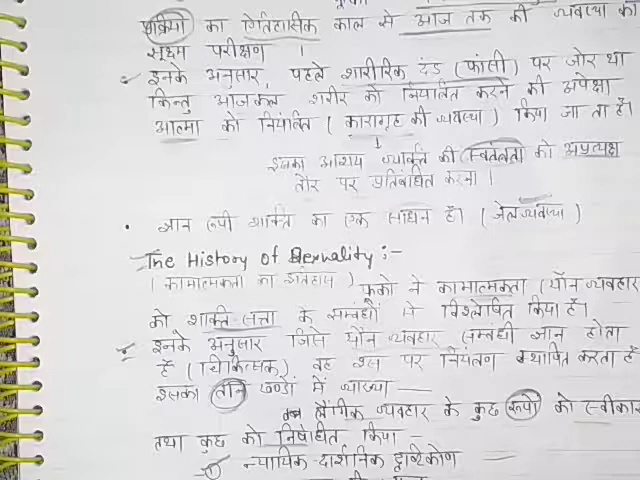 प्रक्रियो का ऐतिहासिक काल से आज तक की व्यवस्था का
सूक्ष्म परीक्षण ।
इनके अनुसार, पहले शारीरिक दंड (फांसी) पर जोर था
किन्तु आजकल शरीर को नियंत्रित करने की अपेक्षा
आत्मा को नियंत्रित (कारागृह की व्यवस्था) किया जाता है।
इसका आशय व्यक्ति की स्वतंत्रता को अप्रत्यक्ष
तौर पर प्रतिबंधित करना ।
• ज्ञान रूपी शक्ति का एक साधन है। (जेल व्यवस्था)
The History of Sexuality :-
(कामात्मकता का इतिहास) फूको ने कामात्मकता (यौन व्यवहार
को शक्ति-सत्ता के सम्बंधों में विश्लेषित किया है।
इनके अनुसार जिसे यौन व्यवहार सम्बंधी ज्ञान होता
है (चिकित्सक) वह इस पर नियंत्रण स्थापित करता है
इसका तीन खण्डों में व्याख्या —
लैंगिक व्यवहार के कुछ रूपो को स्वीकार
तथा कुछ को निषेधित किया -
① न्यायिक-दार्शनिक दृष्टिकोण